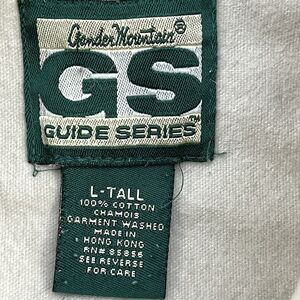 Gander Mountain®
GS
GUIDE SERIES™
L-TALL
100% COTTON
CHAMOIS
GARMENT WASHED
MADE IN
HONG KONG
RN# 85856
SEE REVERSE
FOR CARE